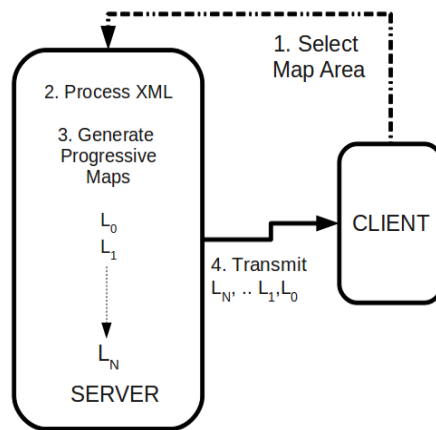 1. Select
Map Area
2. Process XML
3. Generate
Progressive
Maps
L0
L1
LN
SERVER
4. Transmit
LN, .. L1,L0
CLIENT